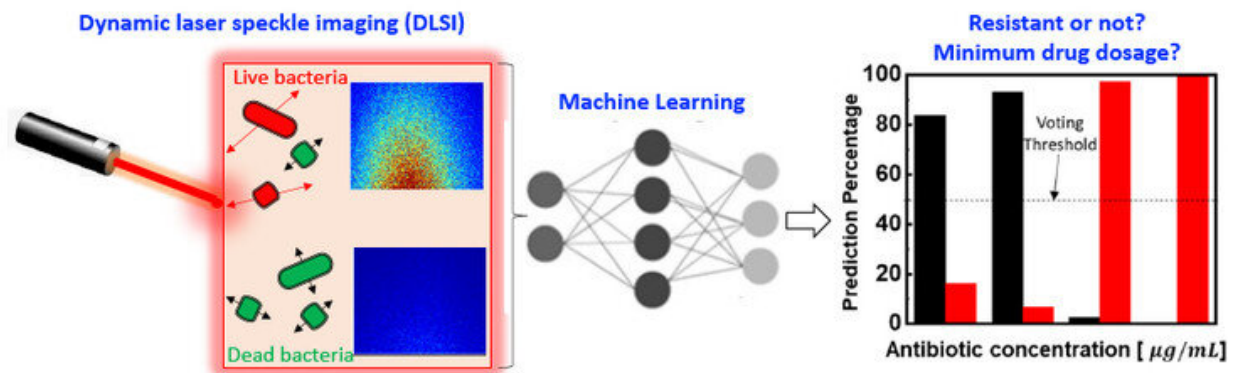 Dynamic laser speckle imaging (DLSI)
Live bacteria
Dead bacteria
Machine Learning
Resistant or not?
Minimum drug dosage?
Prediction Percentage
100
80
60
40
20
0
Voting
Threshold
Antibiotic concentration [ μg/mL]